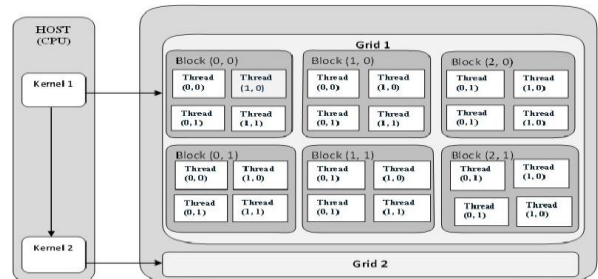 HOST
(CPU)
Kernel 1
Kernel 2
Grid 1
Block (0, 0)
Thread
(0,0)
Thread
(1, 0)
Thread
(0,1)
Thread
(1,1)
Block (1, 0)
Thread
(0,0)
Thread
(1, 0)
Thread
(0,1)
Thread
(1, 1)
Block (2, 0)
Thread
(0,1)
Thread
(1, 0)
Thread
(0,1)
Thread
(1, 0)
Block (0, 1)
Thread
(0,0)
Thread
(1, 0)
Thread
(0,1)
Thread
(1, 1)
Block (1, 1)
Thread
(0,1)
Thread
(1,0)
Thread
(0,1)
Thread
(1, 1)
Block (2, 1)
Thread
(0,1)
Thread
(1, 0)
Thread
(0,1)
Thread
(1, 0)
Grid 2